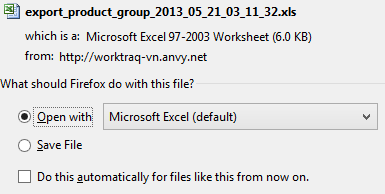 export_product_group_2013_05_21_03_11_32.xls
which is a: Microsoft Excel 97-2003 Worksheet (6.0 KB)
from: http://worktraq-vn.anvy.net
What should Firefox do with this file?
Open with Microsoft Excel (default)
Save File
Do this automatically for files like this from now on.